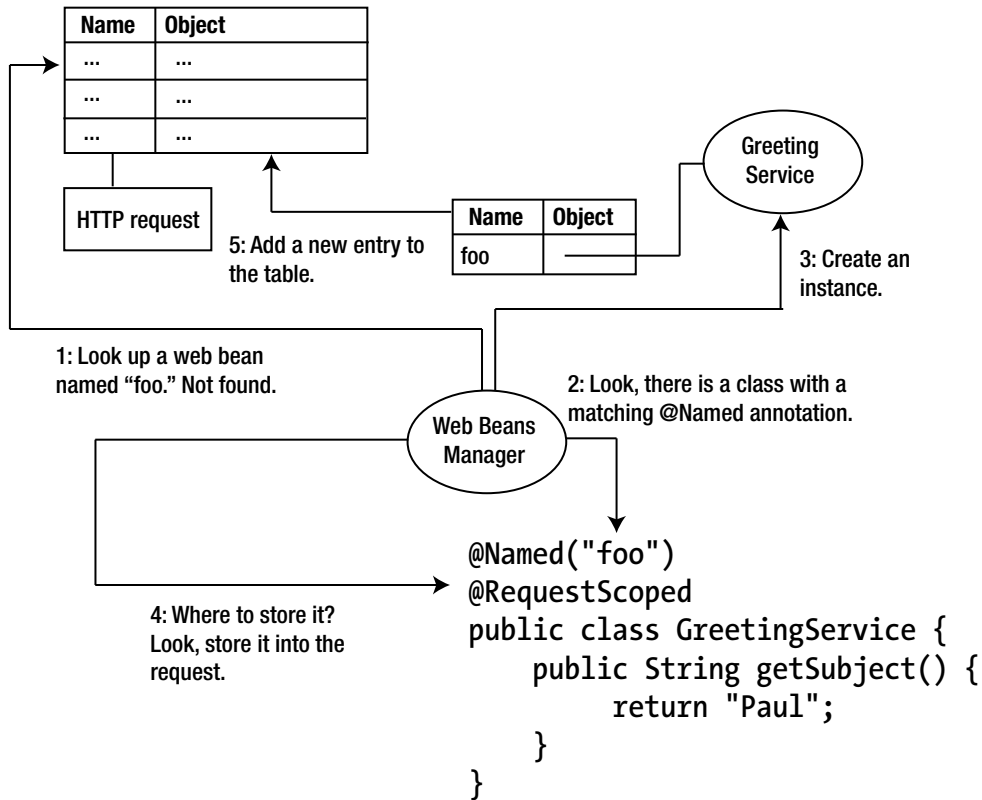 Name Object
... ...
... ...
... ...
HTTP request
Greeting
Service
Name Object
foo
5: Add a new entry to
the table.
3: Create an
instance.
1: Look up a web bean
named “foo.” Not found.
2: Look, there is a class with a
matching @Named annotation.
Web Beans
Manager
4: Where to store it?
Look, store it into the
request.
@Named("foo")
@RequestScoped
public class GreetingService {
    public String getSubject() {
        return "Paul";
    }
}